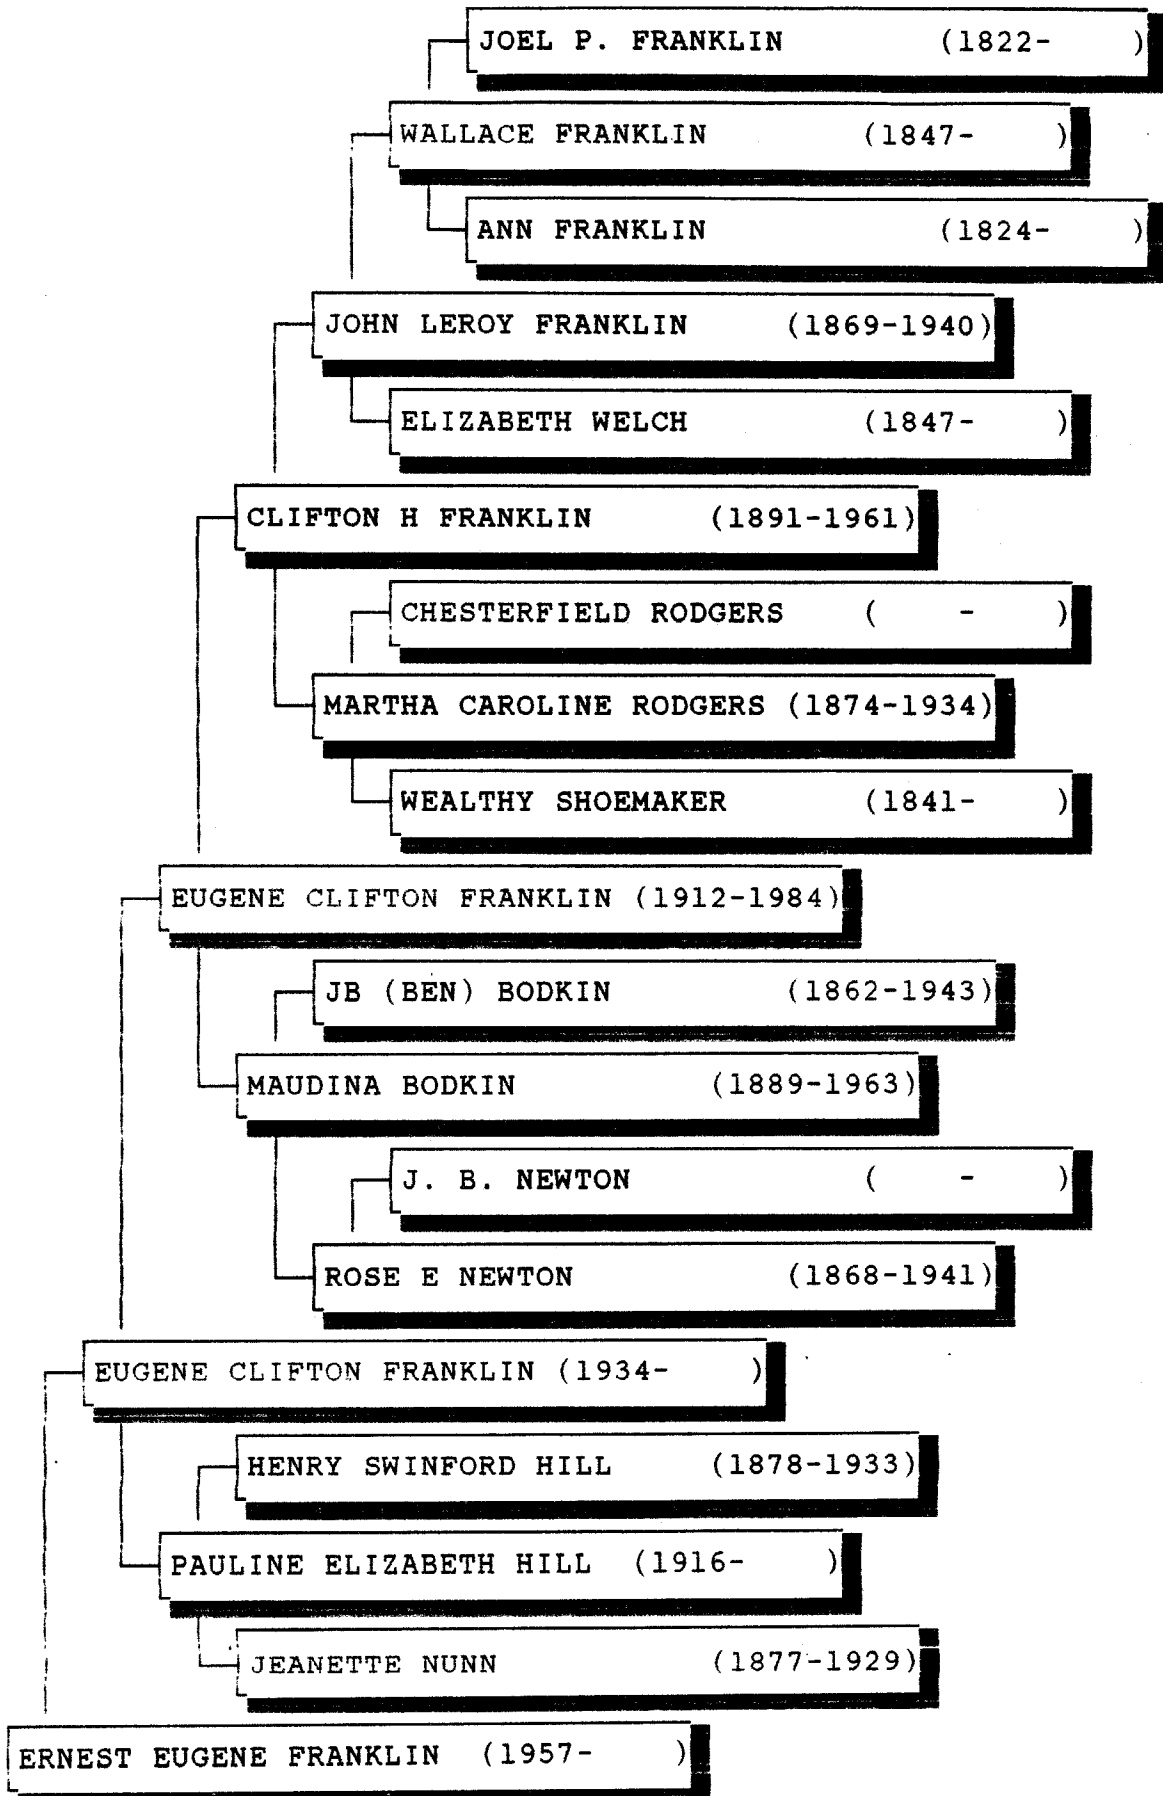 JOEL P. FRANKLIN (1822- )
WALLACE FRANKLIN (1847- )
ANN FRANKLIN (1824- )
JOHN LEROY FRANKLIN (1869-1940)
ELIZABETH WELCH (1847- )
CLIFTON H FRANKLIN (1891-1961)
CHESTERFIELD RODGERS ( - )
MARTHA CAROLINE RODGERS (1874-1934)
WEALTHY SHOEMAKER (1841- )
EUGENE CLIFTON FRANKLIN (1912-1984)
JB (BEN) BODKIN (1862-1943)
MAUDINA BODKIN (1889-1963)
J. B. NEWTON ( - )
ROSE E NEWTON (1868-1941)
EUGENE CLIFTON FRANKLIN (1934- )
HENRY SWINFORD HILL (1878-1933)
PAULINE ELIZABETH HILL (1916- )
JEANETTE NUNN (1877-1929)
ERNEST EUGENE FRANKLIN (1957- )